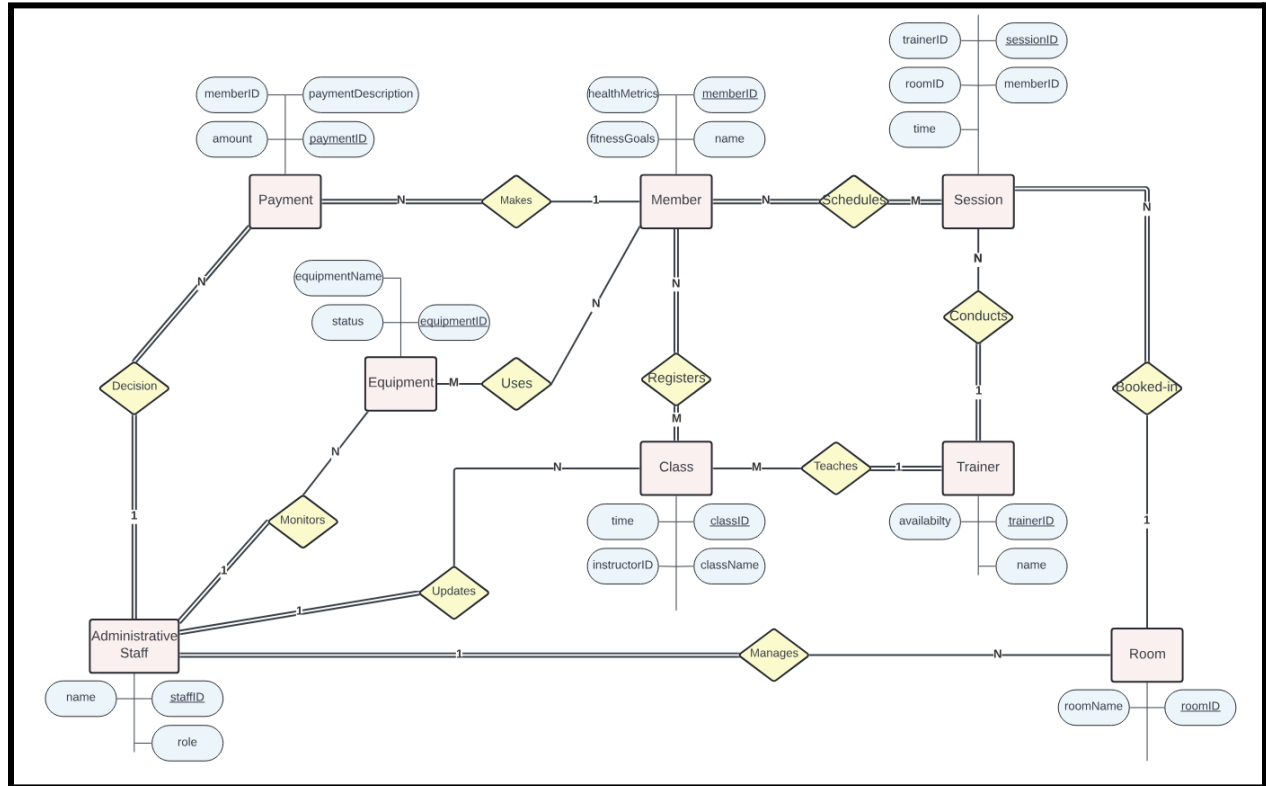 trainerID
sessionID
roomID
memberID
time
memberID
paymentDescription
amount
paymentID
healthMetrics
memberID
fitnessGoals
name
Payment
N
Makes
1
Member
N
Schedules
M
Session
N
N
N
N
N
equipmentName
status
equipmentID
Conducts
Decision
Equipment
M
Uses
Registers
Booked-in
1
M
N
N
Class
M
Teaches
1
Trainer
1
Monitors
time
classID
availabilty
trainerID
1
instructorID
className
name
1
Updates
1
Administrative
Staff
1
Manages
N
Room
name
staffID
role
roomName
roomID